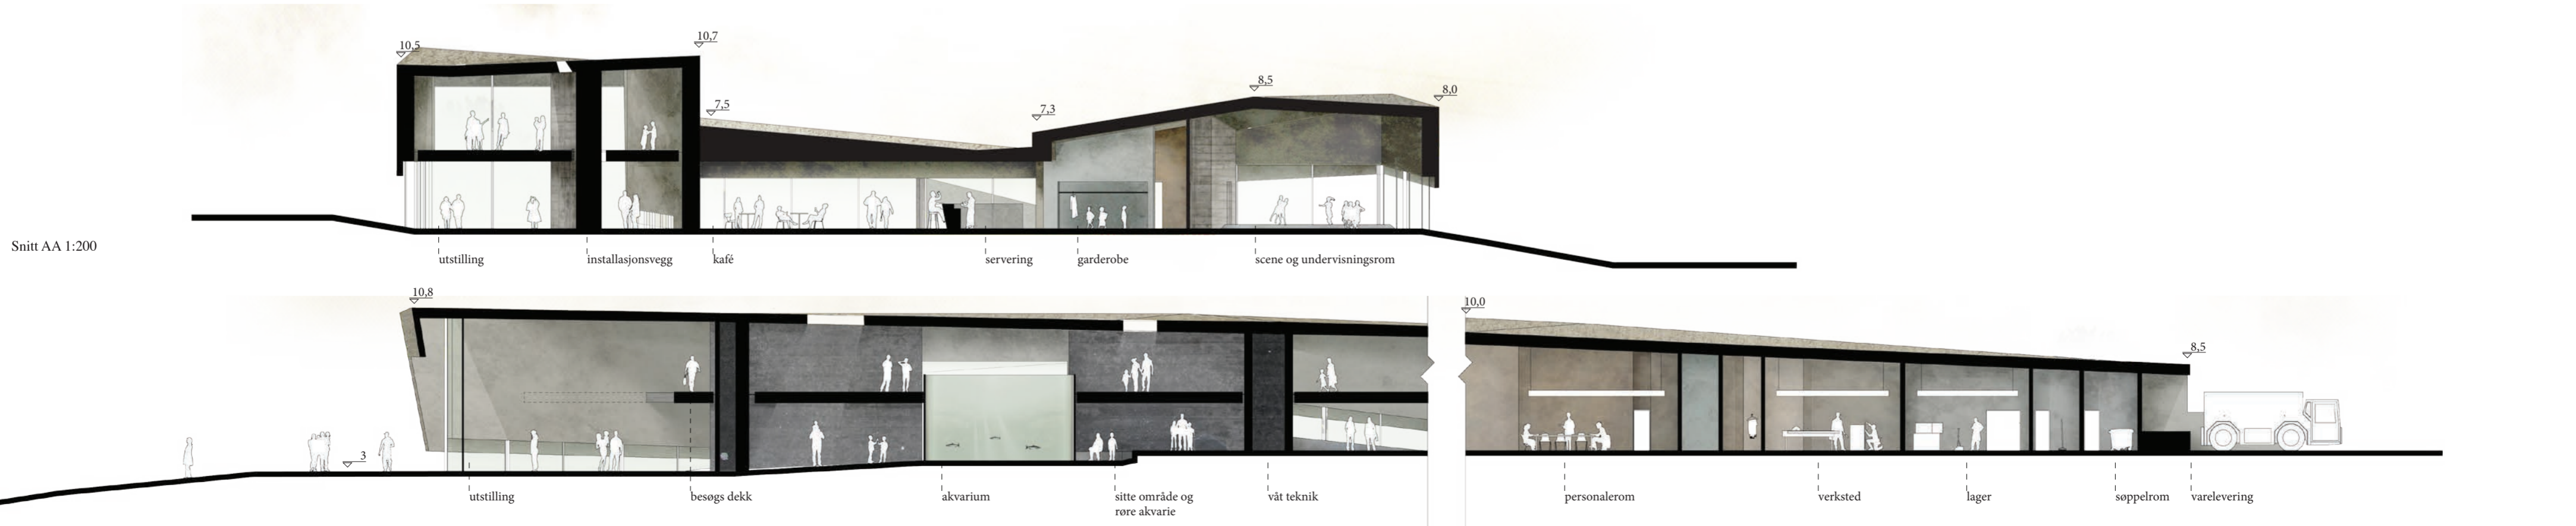 10,5
10,7
7,5
7,3
8,5
8,0
Snitt AA 1:200
utstilling
installasjonsvegg
kafé
servering
garderobe
scene og undervisningsrom
10,8
10,0
8,5
3
utstilling
besøgs dekk
akvarium
sitte område og
røre akvarie
våt teknik
personalerom
verksted
lager
søppelrom
varelevering